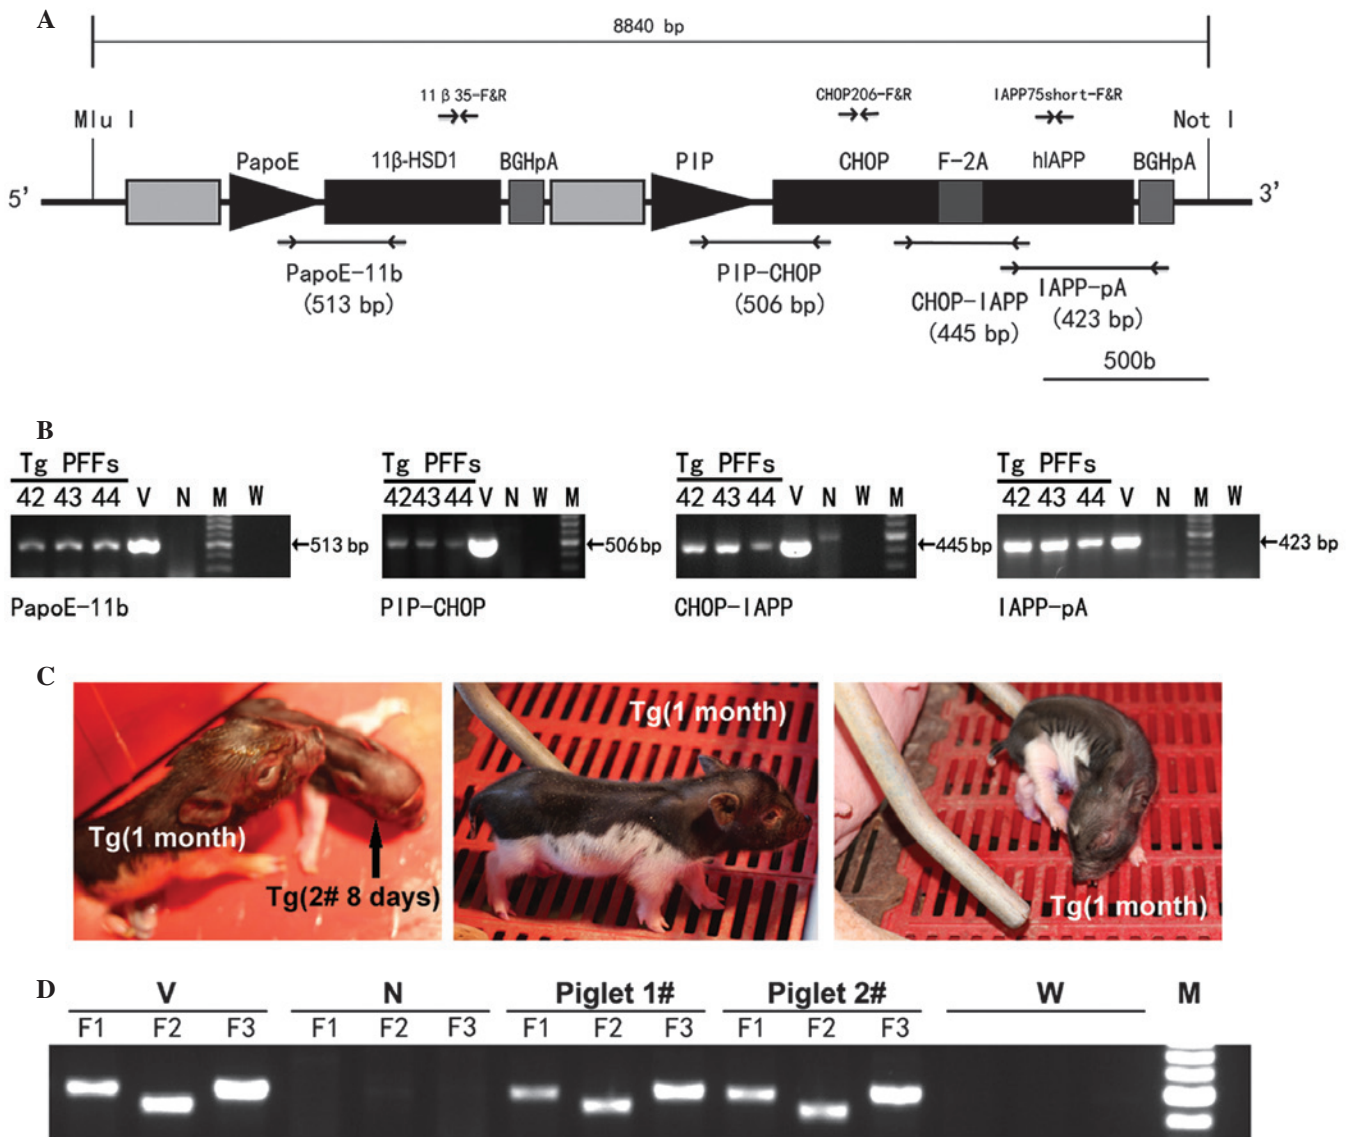 A
8840 bp
11 β 35-F&R
CHOP206-F&R
IAPP75short-F&R
Mlu I
Not I
PapoE
11β-HSD1
BGHpA
PIP
CHOP
F-2A
hIAPP
BGHpA
5'
3'
PapoE-11b
(513 bp)
PIP-CHOP
(506 bp)
CHOP-IAPP
(445 bp)
IAPP-pA
(423 bp)
500b
B
Tg PFFs
42 43 44 V N M W
←513 bp
PapoE-11b
Tg PFFs
42 43 44 V N W M
←506 bp
PIP-CHOP
Tg PFFs
42 43 44 V N W M
←445 bp
CHOP-IAPP
Tg PFFs
42 43 44 V N M W
←423 bp
IAPP-pA
C
Tg(1 month)
Tg(2# 8 days)
Tg(1 month)
Tg(1 month)
D
V N Piglet 1# Piglet 2# W M
F1 F2 F3 F1 F2 F3 F1 F2 F3 F1 F2 F3